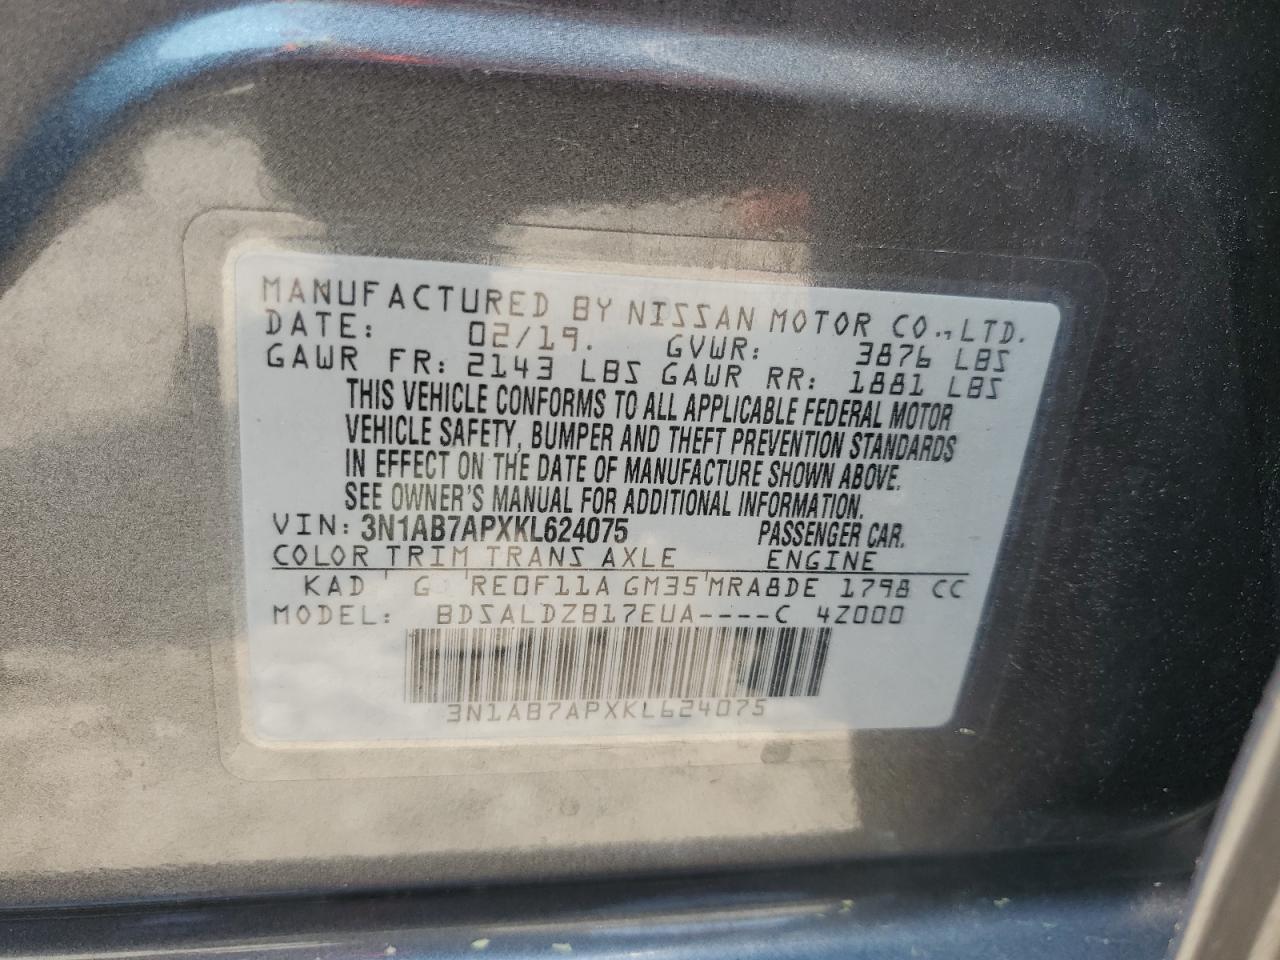 MANUFACTURED BY NISSAN MOTOR CO., LTD.
DATE: 02/19. GVWR: 3876 LBS
GAWR FR: 2143 LBS GAWR RR: 1881 LBS
THIS VEHICLE CONFORMS TO ALL APPLICABLE FEDERAL MOTOR
VEHICLE SAFETY, BUMPER AND THEFT PREVENTION STANDARDS
IN EFFECT ON THE DATE OF MANUFACTURE SHOWN ABOVE.
SEE OWNER'S MANUAL FOR ADDITIONAL INFORMATION.
VIN: 3N1AB7APXKL624075 PASSENGER CAR.
COLOR TRIM TRANS AXLE ENGINE
KAD G RE0F11A GM35 MRA8DE 1798 CC
MODEL: BDSALDZB17EUA----C 4Z000
3N1AB7APXKL624075